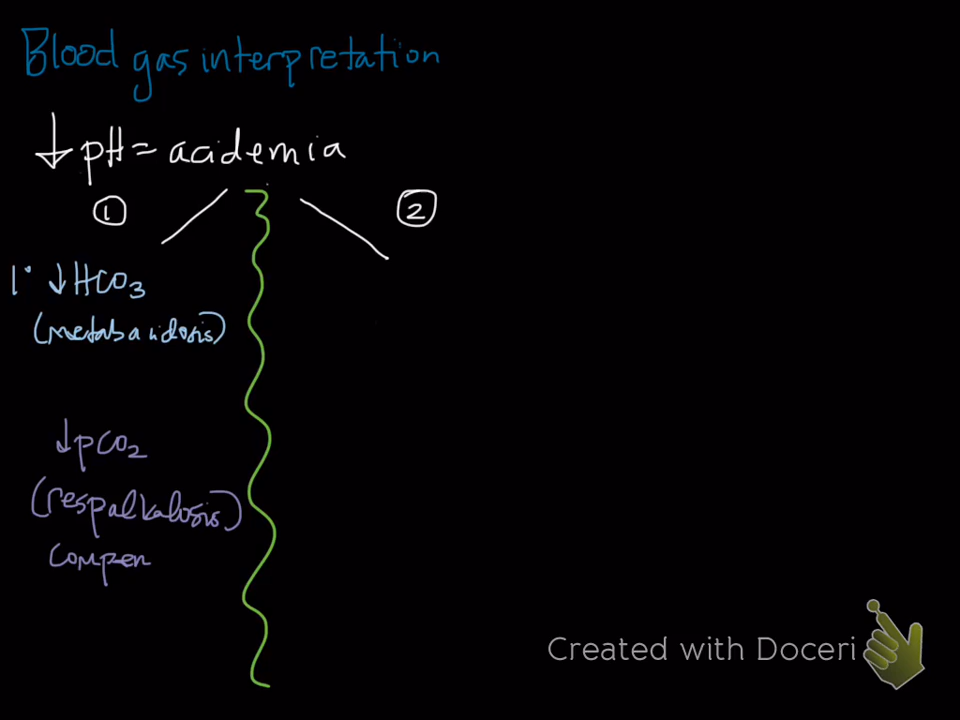 Blood gas interpretation
↓ pH = acidemia
① ②
1° ↓HCO3
(metab acidosis)
↓pCO2
(resp alkalosis)
compen
Created with Doceri